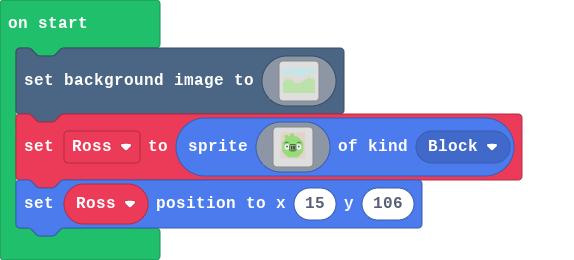 on start
set background image to
set Ross to sprite of kind Block
set Ross position to x 15 y 106